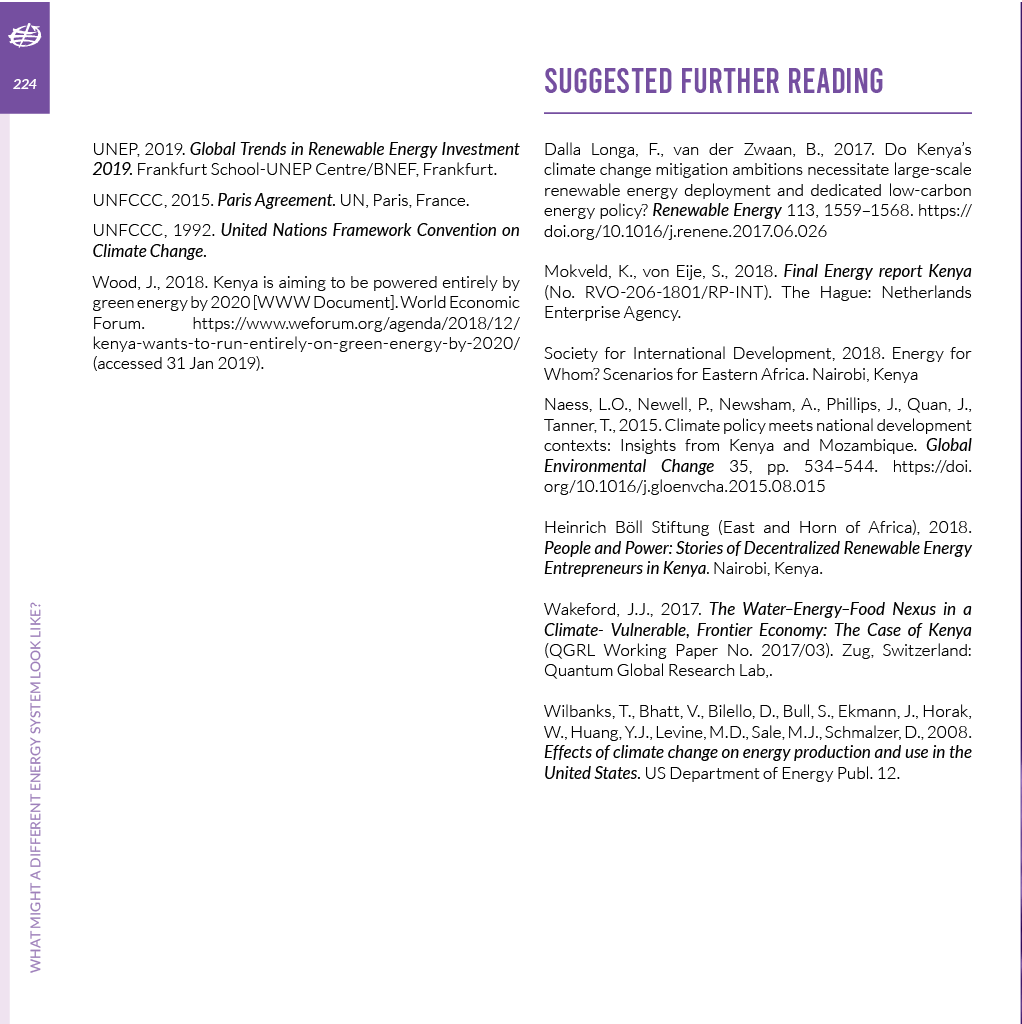 224
UNEP, 2019. Global Trends in Renewable Energy Investment
2019. Frankfurt School-UNEP Centre/BNEF, Frankfurt.
UNFCCC, 2015. Paris Agreement. UN, Paris, France.
UNFCCC, 1992. United Nations Framework Convention on
Climate Change.
Wood, J., 2018. Kenya is aiming to be powered entirely by
green energy by 2020 [WWW Document]. World Economic
Forum. https://www.weforum.org/agenda/2018/12/
kenya-wants-to-run-entirely-on-green-energy-by-2020/
(accessed 31 Jan 2019).
SUGGESTED FURTHER READING
Dalla Longa, F., van der Zwaan, B., 2017. Do Kenya's
climate change mitigation ambitions necessitate large-scale
renewable energy deployment and dedicated low-carbon
energy policy? Renewable Energy 113, 1559–1568. https://
doi.org/10.1016/j.renene.2017.06.026
Mokveld, K., von Eije, S., 2018. Final Energy report Kenya
(No. RVO-206-1801/RP-INT). The Hague: Netherlands
Enterprise Agency.
Society for International Development, 2018. Energy for
Whom? Scenarios for Eastern Africa. Nairobi, Kenya
Naess, L.O., Newell, P., Newsham, A., Phillips, J., Quan, J.,
Tanner, T., 2015. Climate policy meets national development
contexts: Insights from Kenya and Mozambique. Global
Environmental Change 35, pp. 534–544. https://doi.
org/10.1016/j.gloenvcha.2015.08.015
Heinrich Böll Stiftung (East and Horn of Africa), 2018.
People and Power: Stories of Decentralized Renewable Energy
Entrepreneurs in Kenya. Nairobi, Kenya.
Wakeford, J.J., 2017. The Water–Energy–Food Nexus in a
Climate- Vulnerable, Frontier Economy: The Case of Kenya
(QGRL Working Paper No. 2017/03). Zug, Switzerland:
Quantum Global Research Lab,.
Wilbanks, T., Bhatt, V., Bilello, D., Bull, S., Ekmann, J., Horak,
W., Huang, Y.J., Levine, M.D., Sale, M.J., Schmalzer, D., 2008.
Effects of climate change on energy production and use in the
United States. US Department of Energy Publ. 12.
WHAT MIGHT A DIFFERENT ENERGY SYSTEM LOOK LIKE?